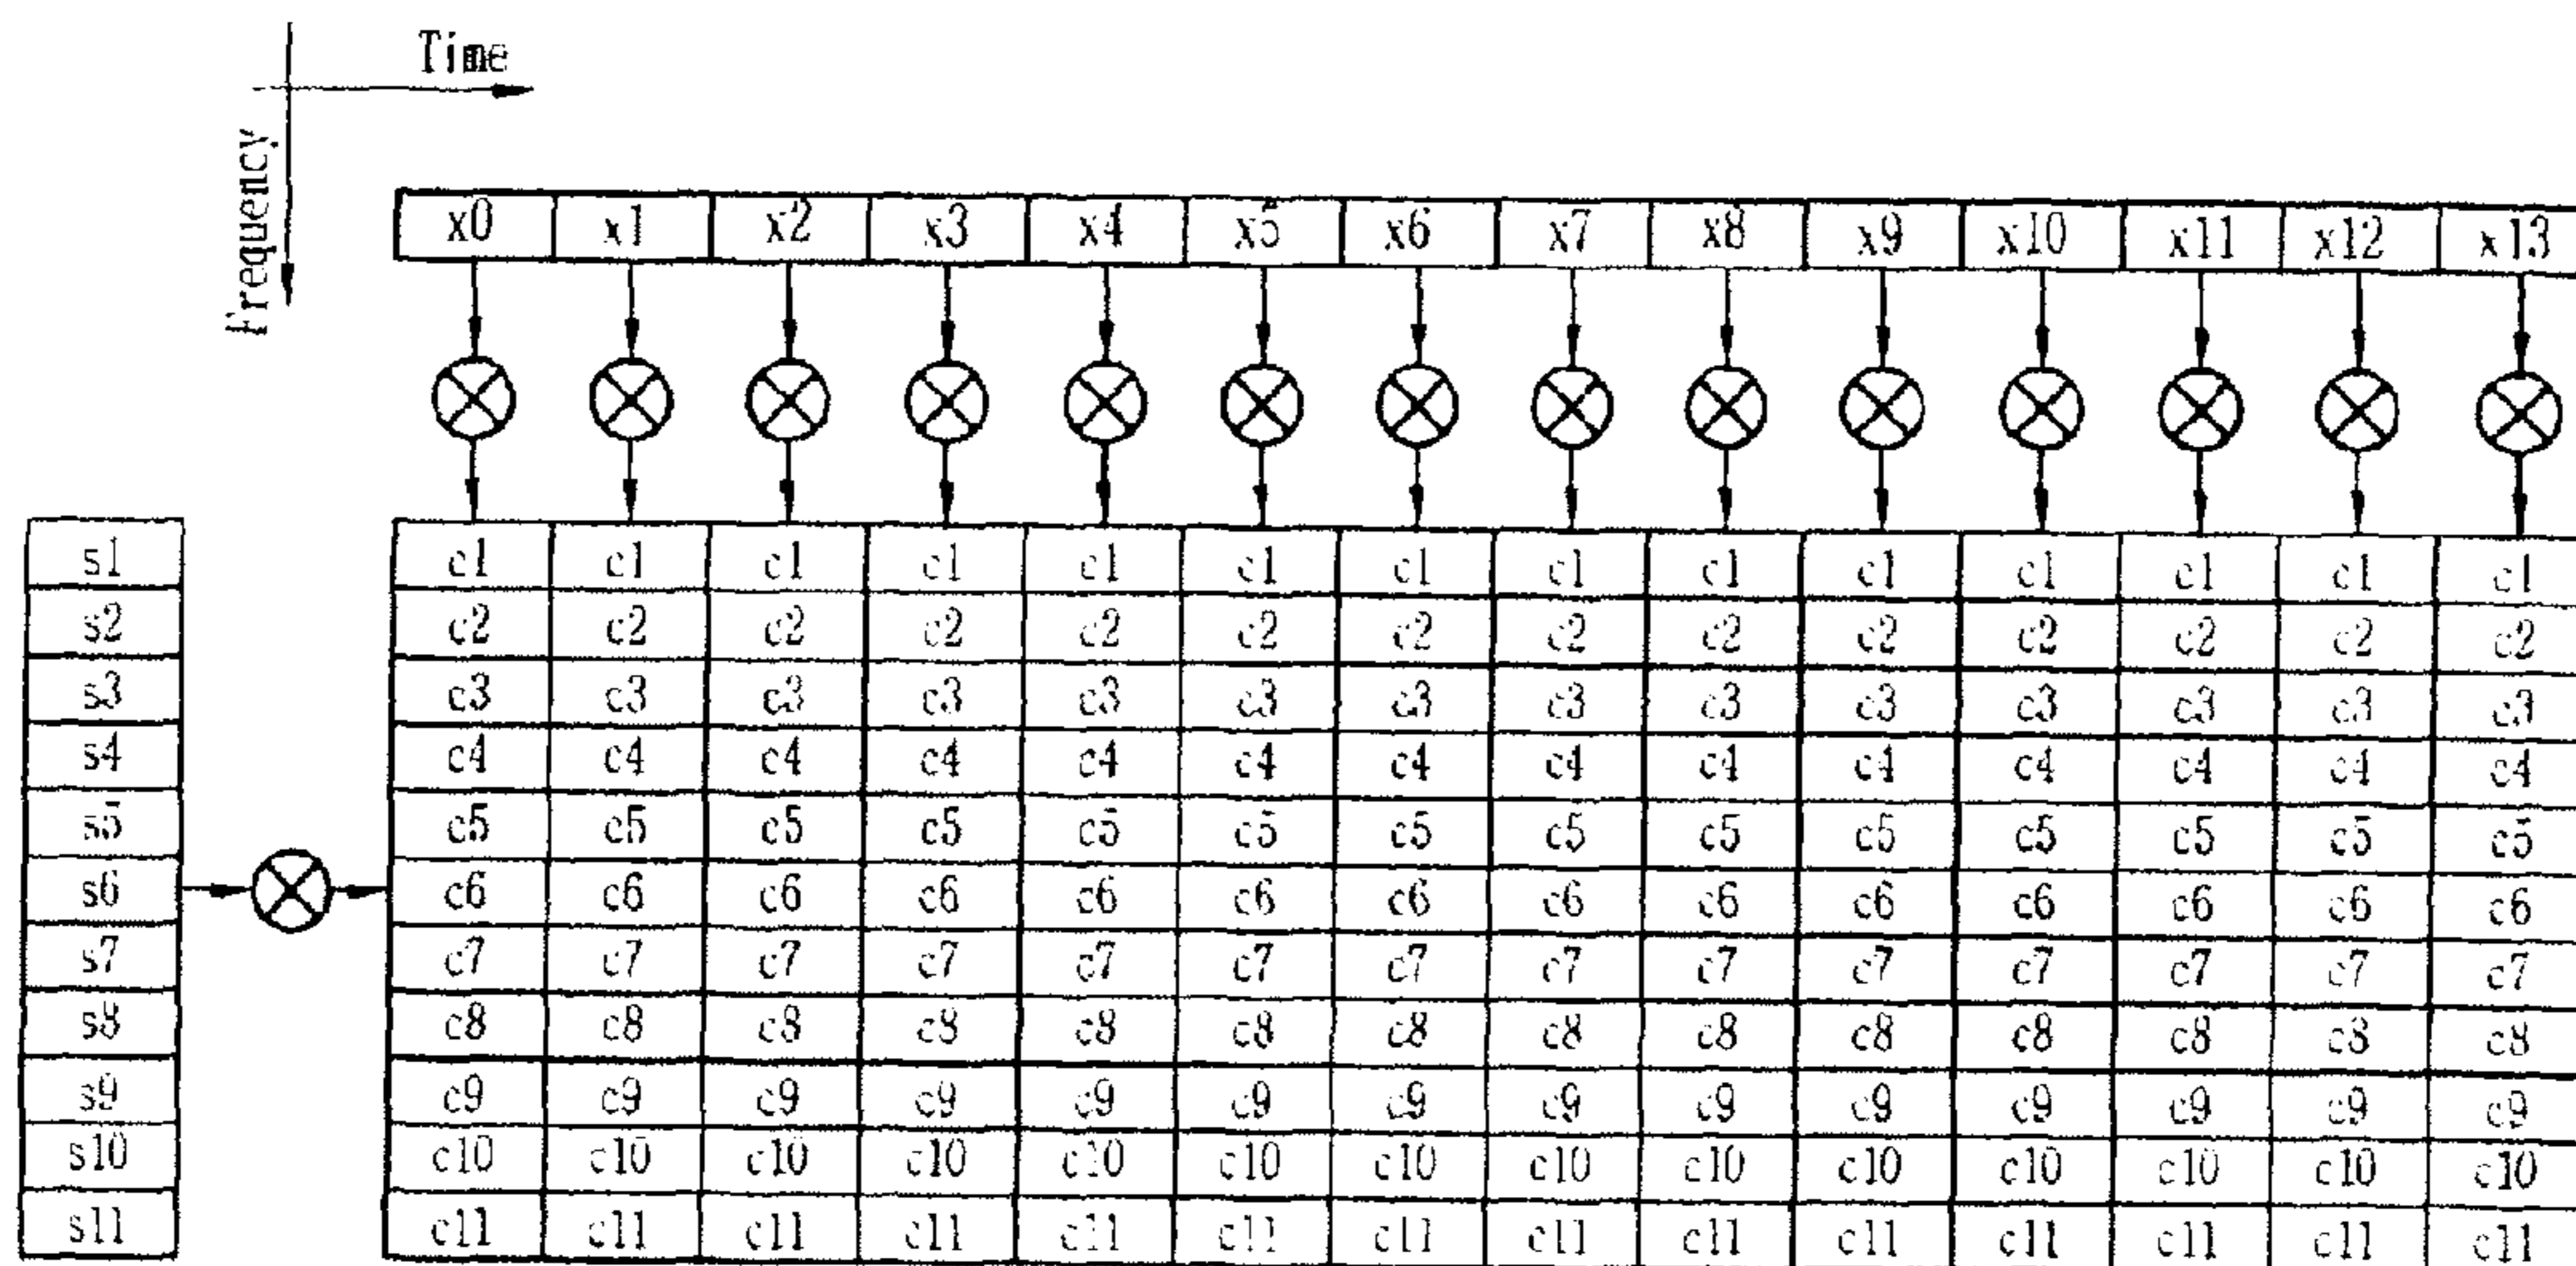 Time
Frequency
x0 x1 x2 x3 x4 x5 x6 x7 x8 x9 x10 x11 x12 x13
s1 c1 c1 c1 c1 c1 c1 c1 c1 c1 c1 c1 c1 c1 c1
s2 c2 c2 c2 c2 c2 c2 c2 c2 c2 c2 c2 c2 c2 c2
s3 c3 c3 c3 c3 c3 c3 c3 c3 c3 c3 c3 c3 c3 c3
s4 c4 c4 c4 c4 c4 c4 c4 c4 c4 c4 c4 c4 c4 c4
s5 c5 c5 c5 c5 c5 c5 c5 c5 c5 c5 c5 c5 c5 c5
s6 c6 c6 c6 c6 c6 c6 c6 c6 c6 c6 c6 c6 c6 c6
s7 c7 c7 c7 c7 c7 c7 c7 c7 c7 c7 c7 c7 c7 c7
s8 c8 c8 c8 c8 c8 c8 c8 c8 c8 c8 c8 c8 c8 c8
s9 c9 c9 c9 c9 c9 c9 c9 c9 c9 c9 c9 c9 c9 c9
s10 c10 c10 c10 c10 c10 c10 c10 c10 c10 c10 c10 c10 c10 c10
s11 c11 c11 c11 c11 c11 c11 c11 c11 c11 c11 c11 c11 c11 c11